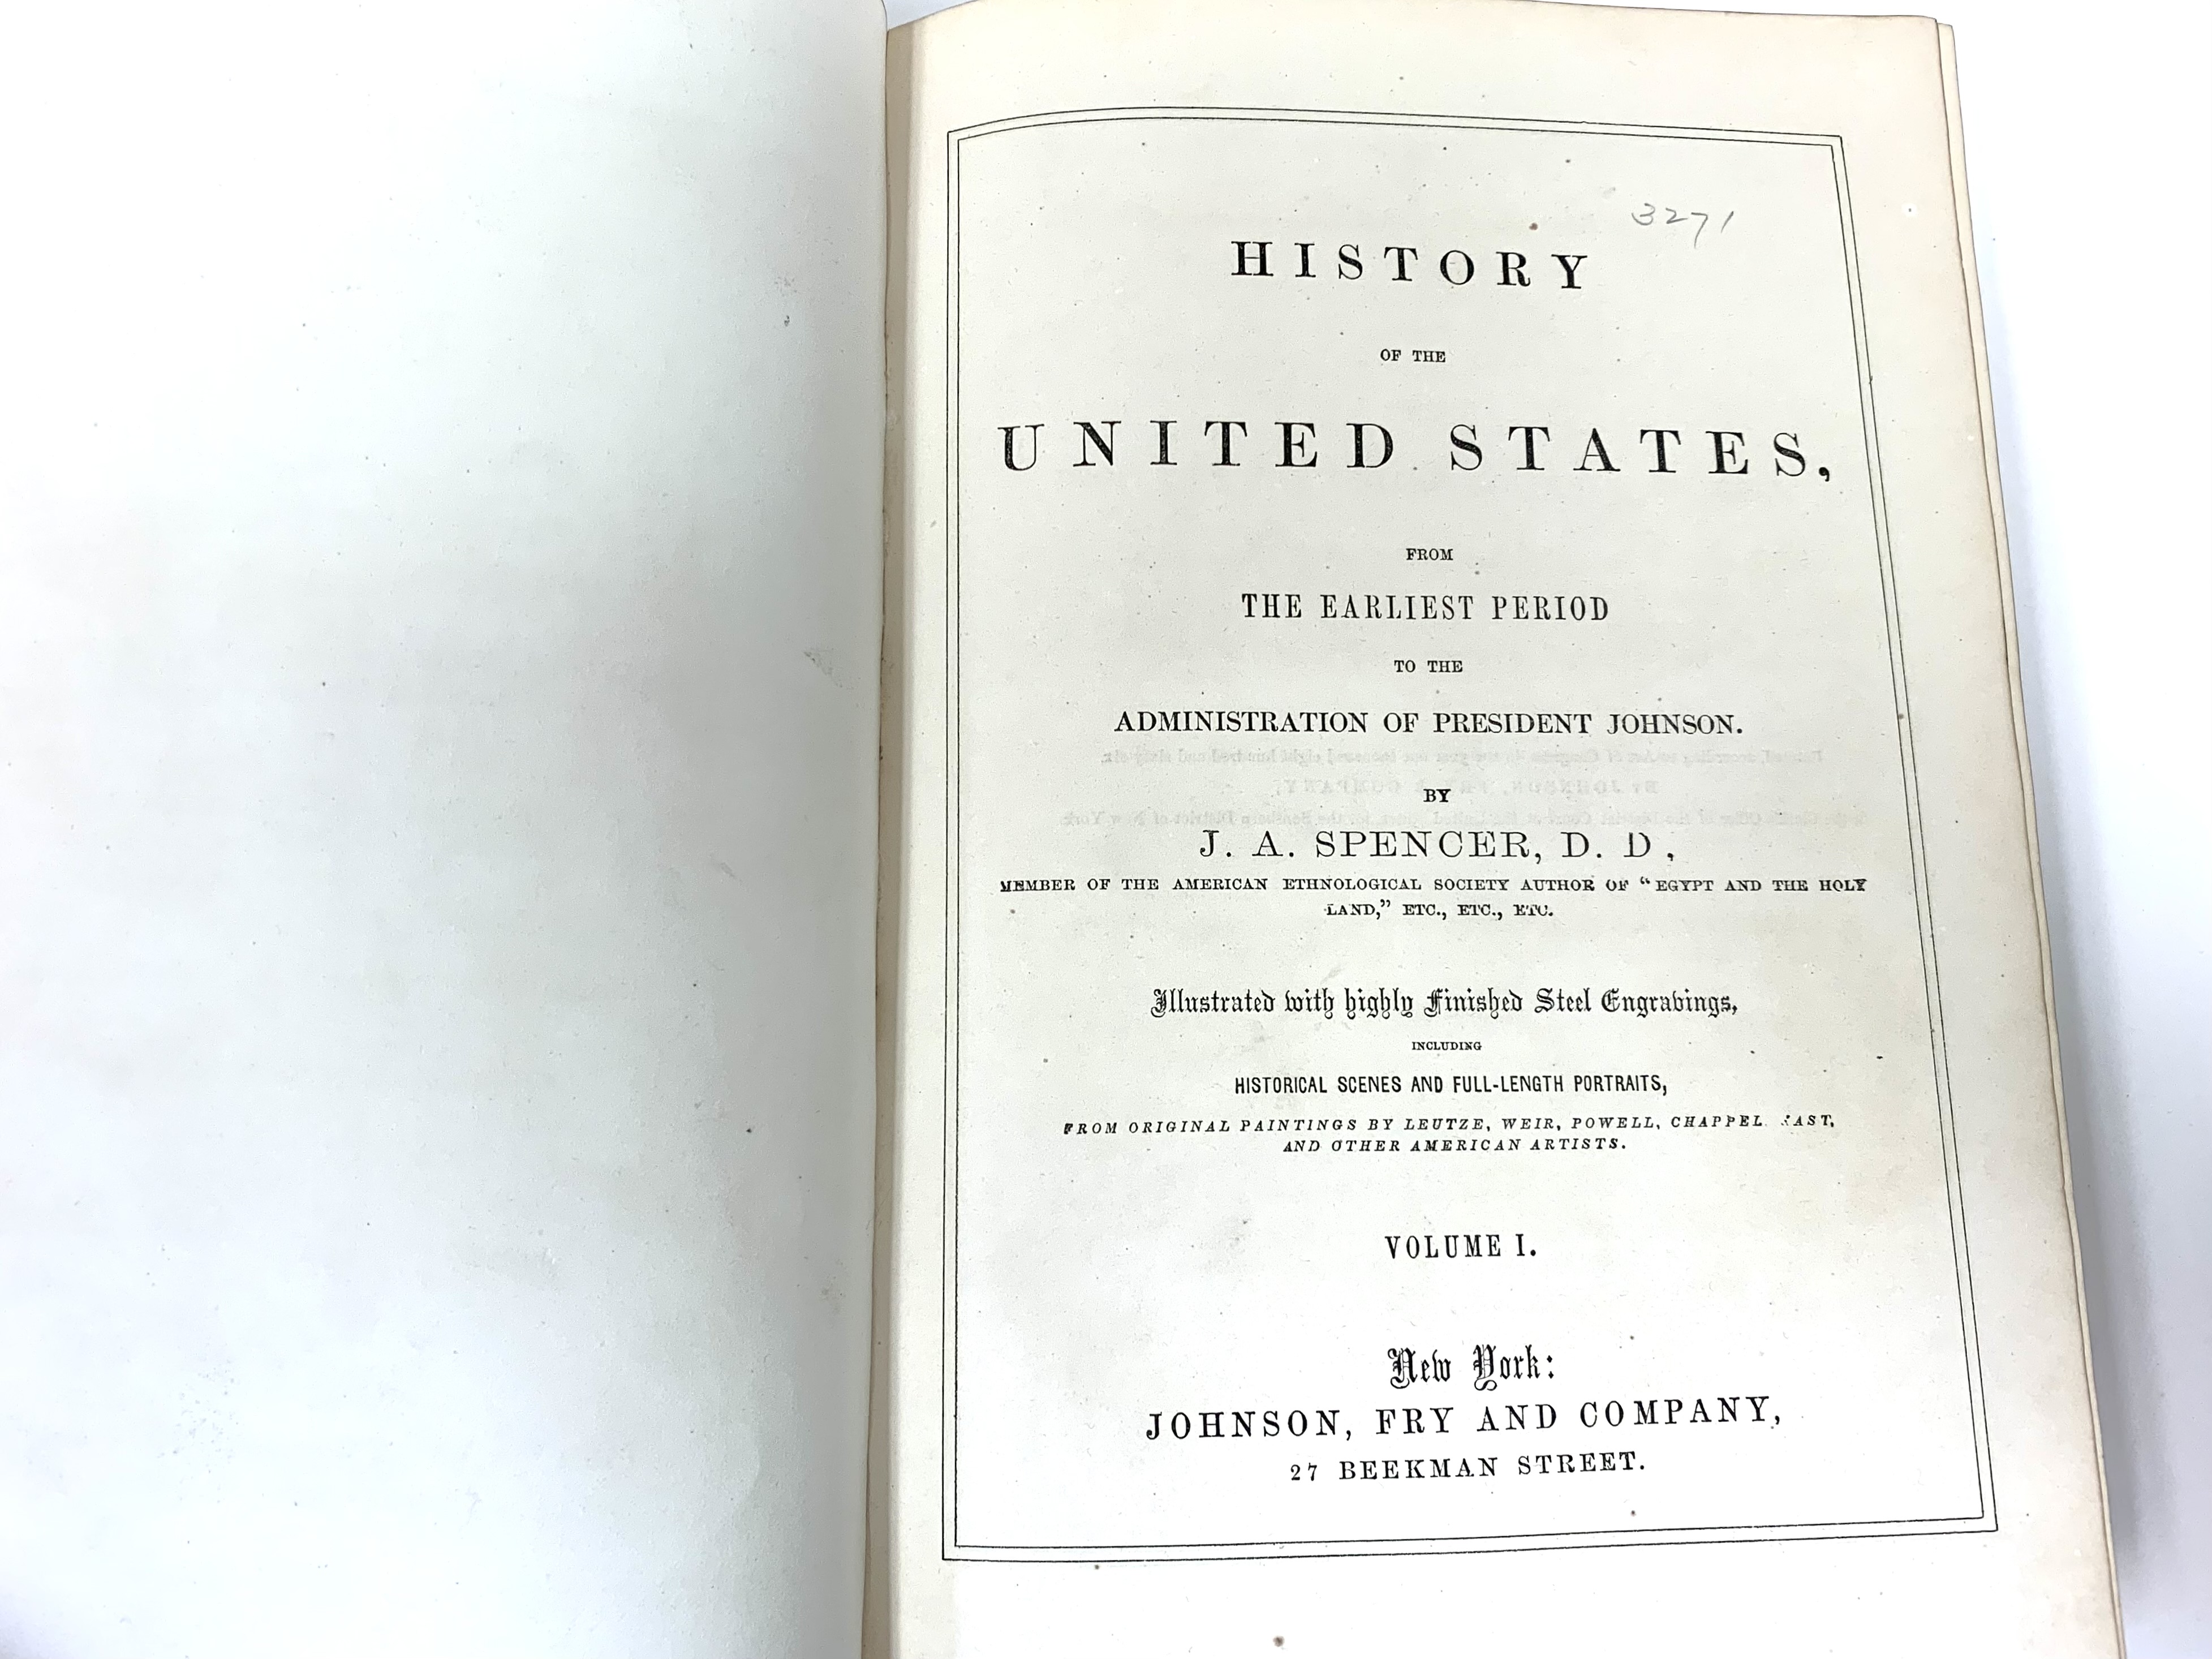 3271
HISTORY
OF THE
UNITED STATES,
FROM
THE EARLIEST PERIOD
TO THE
ADMINISTRATION OF PRESIDENT JOHNSON.
BY
J. A. SPENCER, D. D,
MEMBER OF THE AMERICAN ETHNOLOGICAL SOCIETY AUTHOR OF "EGYPT AND THE HOLY
LAND," ETC., ETC., ETC.
Illustrated with highly Finished Steel Engravings,
INCLUDING
HISTORICAL SCENES AND FULL-LENGTH PORTRAITS,
FROM ORIGINAL PAINTINGS BY LEUTZE, WEIR, POWELL, CHAPPEL
AND OTHER AMERICAN ARTISTS.
VOLUME I.
New York:
JOHNSON, FRY AND COMPANY,
27 BEEKMAN STREET.